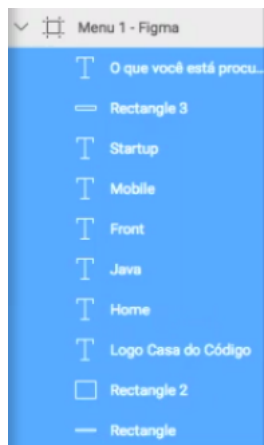 Menu 1 - Figma
O que você está procu...
Rectangle 3
Startup
Mobile
Front
Java
Home
Logo Casa do Código
Rectangle 2
Rectangle